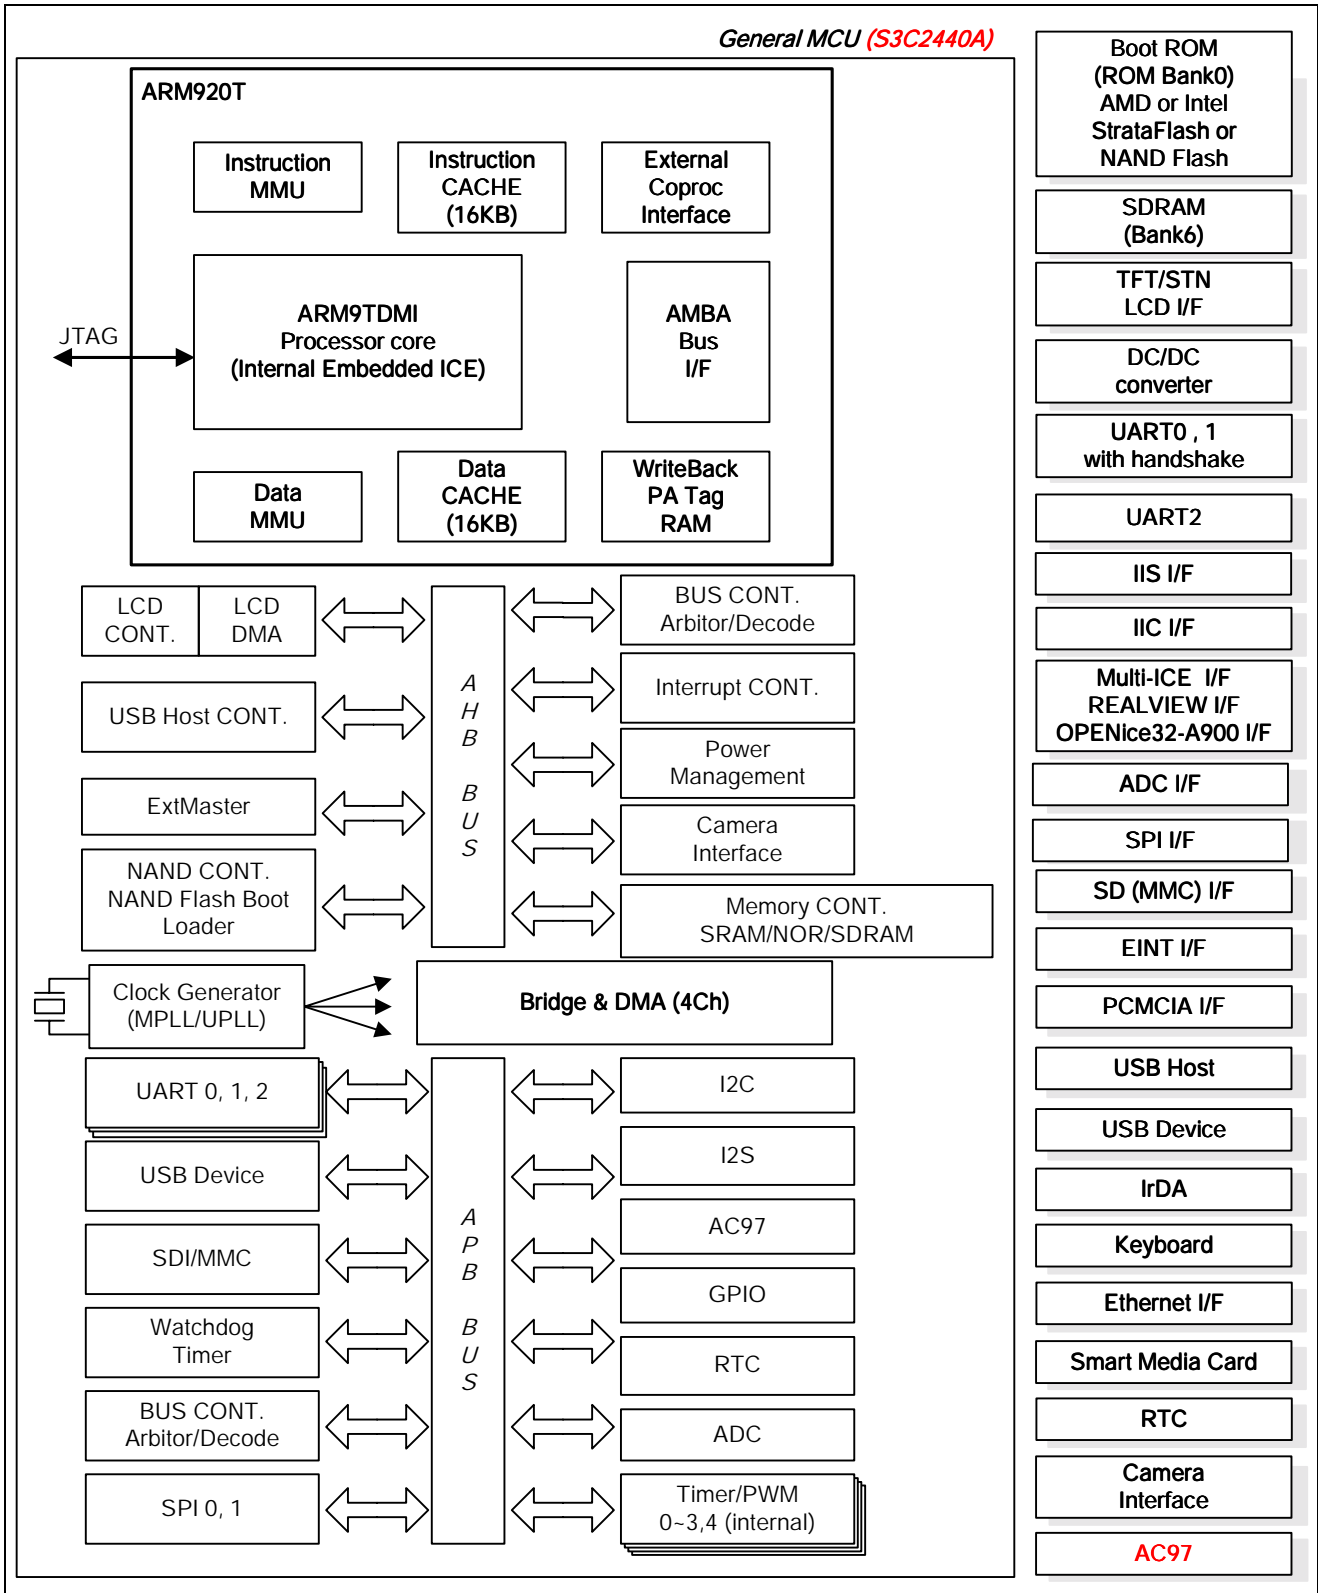 General MCU (S3C2440A)
ARM920T
Instruction
MMU
Instruction
CACHE
(16KB)
External
Coproc
Interface
JTAG
ARM9TDMI
Processor core
(Internal Embedded ICE)
AMBA
Bus
I/F
Data
MMU
Data
CACHE
(16KB)
WriteBack
PA Tag
RAM
LCD
CONT.
LCD
DMA
USB Host CONT.
ExtMaster
NAND CONT.
NAND Flash Boot
Loader
AHB BUS
BUS CONT.
Arbitor/Decode
Interrupt CONT.
Power
Management
Camera
Interface
Memory CONT.
SRAM/NOR/SDRAM
Clock Generator
(MPLL/UPLL)
Bridge & DMA (4Ch)
UART 0, 1, 2
USB Device
SDI/MMC
Watchdog
Timer
BUS CONT.
Arbitor/Decode
SPI 0, 1
APB BUS
I2C
I2S
AC97
GPIO
RTC
ADC
Timer/PWM
0~3,4 (internal)
Boot ROM
(ROM Bank0)
AMD or Intel
StrataFlash or
NAND Flash
SDRAM
(Bank6)
TFT/STN
LCD I/F
DC/DC
converter
UART0 , 1
with handshake
UART2
IIS I/F
IIC I/F
Multi-ICE I/F
REALVIEW I/F
OPENice32-A900 I/F
ADC I/F
SPI I/F
SD (MMC) I/F
EINT I/F
PCMCIA I/F
USB Host
USB Device
IrDA
Keyboard
Ethernet I/F
Smart Media Card
RTC
Camera
Interface
AC97